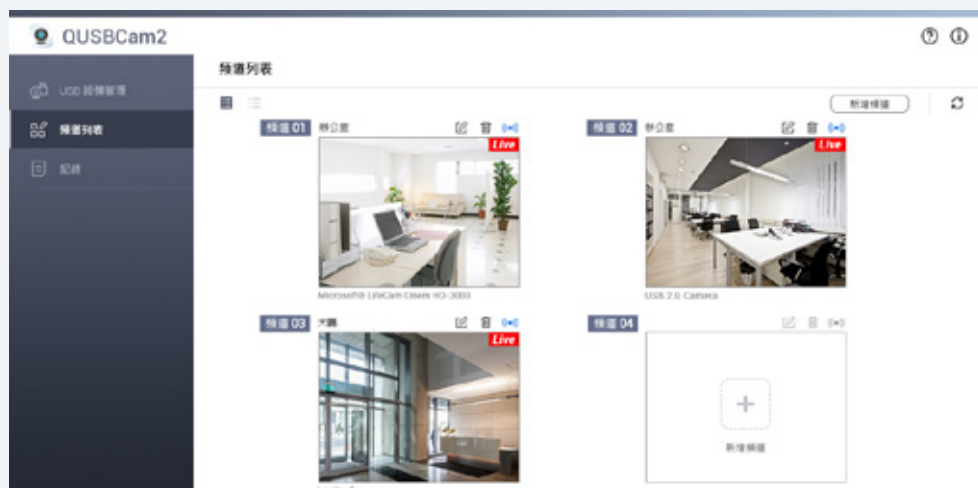 QUSBCam2
頻道列表
USB 設備管理
新增頻道
頻道列表
頻道 01 辦公室
Live
頻道 02 辦公室
Live
記錄
Microsoft® LifeCam Cinem HD-3000
USB 2.0 Camera
頻道 03 大廳
Live
頻道 04
新增頻道